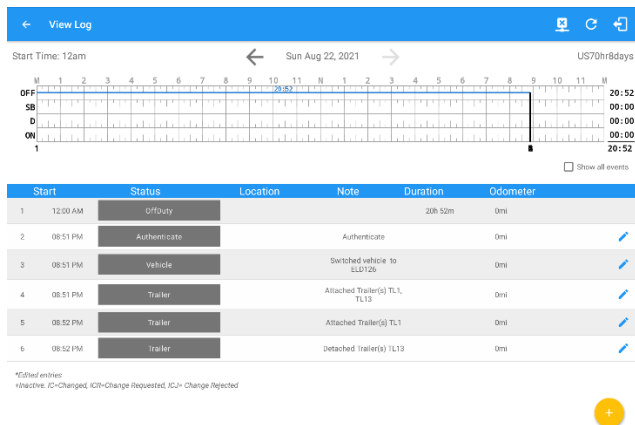 View Log
Start Time: 12am
Sun Aug 22, 2021
US70hr8days
M 1 2 3 4 5 6 7 8 9 10 11 N 1 2 3 4 5 6 7 8 9 10 11 M
OFF 20:52 20:52
SB 00:00
D 00:00
ON 00:00
1 20:52
Show all events
Start Status Location Note Duration Odometer
1 12:00 AM OffDuty 20h 52m 0mi
2 08:51 PM Authenticate Authenticate 0mi
3 08:51 PM Vehicle Switched vehicle to
ELD126 0mi
4 08:51 PM Trailer Attached Trailer(s) TL1,
TL13 0mi
5 08:52 PM Trailer Attached Trailer(s) TL1 0mi
6 08:52 PM Trailer Detached Trailer(s) TL13 0mi
*Edited entries
+Inactive. IC=Changed, ICR=Change Requested, ICJ= Change Rejected